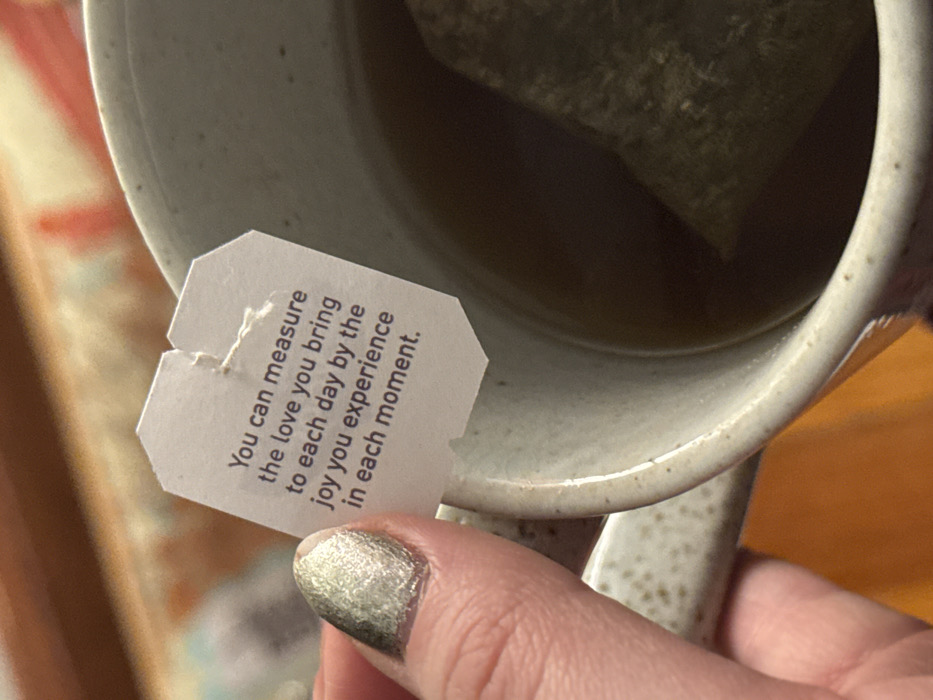 You can measure
the love you bring
to each day by the
joy you experience
in each moment.